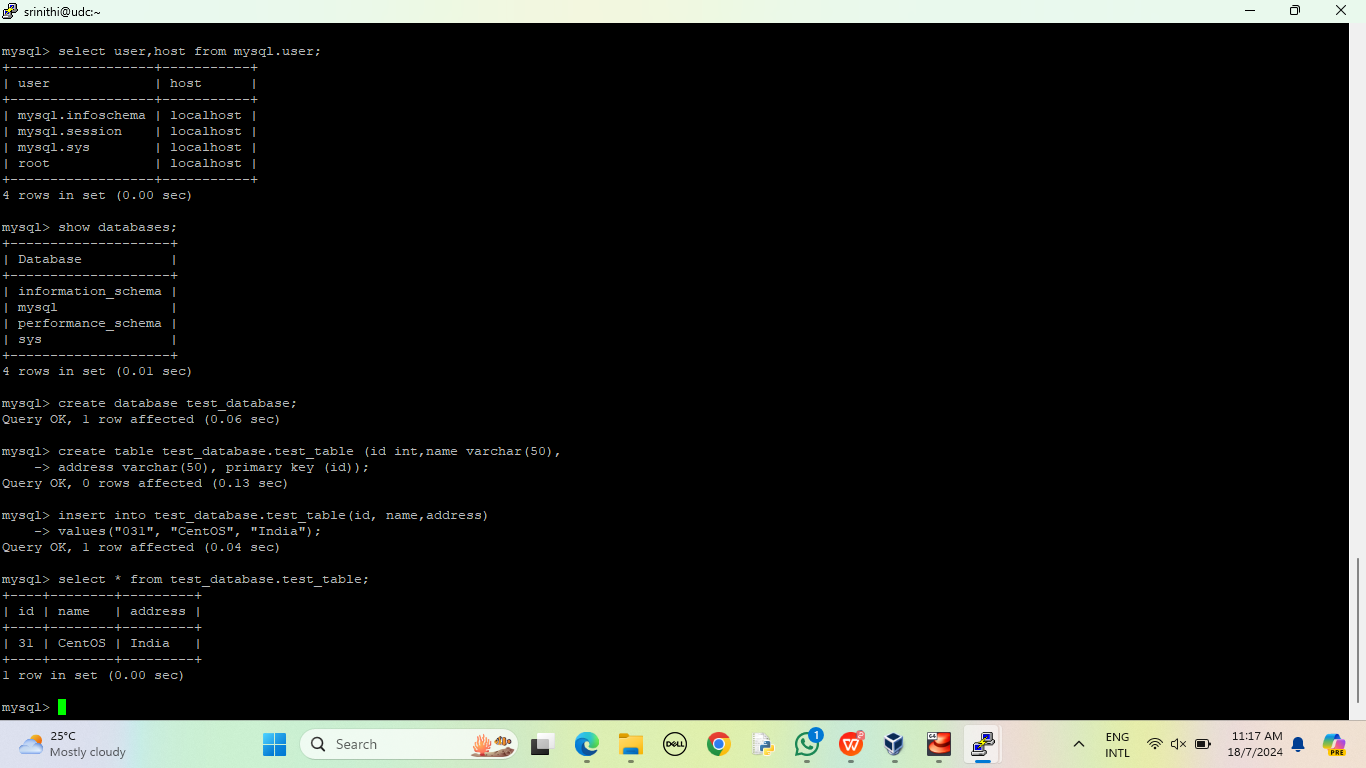 srinithi@udc:~
mysql> select user,host from mysql.user;
+------------------+-----------+
| user             | host      |
+------------------+-----------+
| mysql.infoschema | localhost |
| mysql.session    | localhost |
| mysql.sys        | localhost |
| root             | localhost |
+------------------+-----------+
4 rows in set (0.00 sec)
mysql> show databases;
+--------------------+
| Database           |
+--------------------+
| information_schema |
| mysql              |
| performance_schema |
| sys                |
+--------------------+
4 rows in set (0.01 sec)
mysql> create database test_database;
Query OK, 1 row affected (0.06 sec)
mysql> create table test_database.test_table (id int,name varchar(50),
    -> address varchar(50), primary key (id));
Query OK, 0 rows affected (0.13 sec)
mysql> insert into test_database.test_table(id, name,address)
    -> values("031", "CentOS", "India");
Query OK, 1 row affected (0.04 sec)
mysql> select * from test_database.test_table;
+----+--------+---------+
| id | name   | address |
+----+--------+---------+
| 31 | CentOS | India   |
+----+--------+---------+
1 row in set (0.00 sec)
mysql>
25°C
Mostly cloudy
Search
DELL
1
64
ENG
INTL
11:17 AM
18/7/2024
PRE